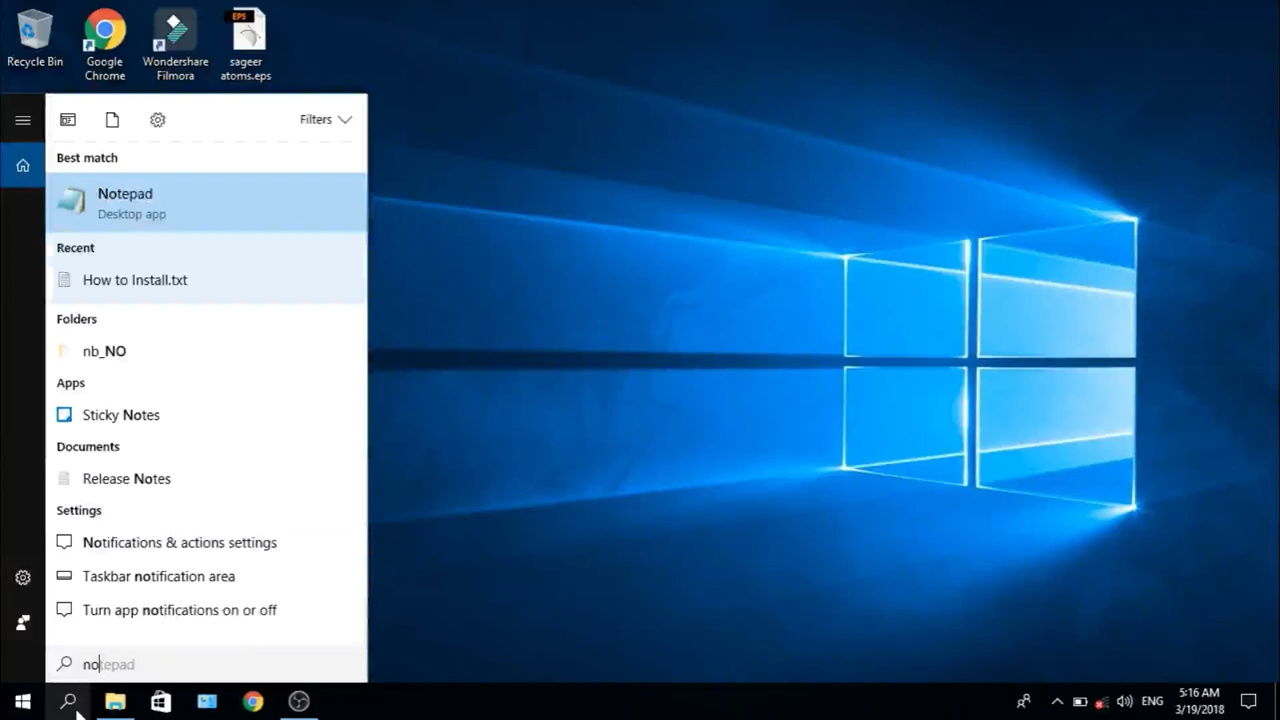 EPS
Recycle Bin
Google
Chrome
Wondershare
Filmora
sageer
atoms.eps
Filters
Best match
Notepad
Desktop app
Recent
How to Install.txt
Folders
nb_NO
Apps
Sticky Notes
Documents
Release Notes
Settings
Notifications & actions settings
Taskbar notification area
Turn app notifications on or off
notepad
ENG
5:16 AM
3/19/2018